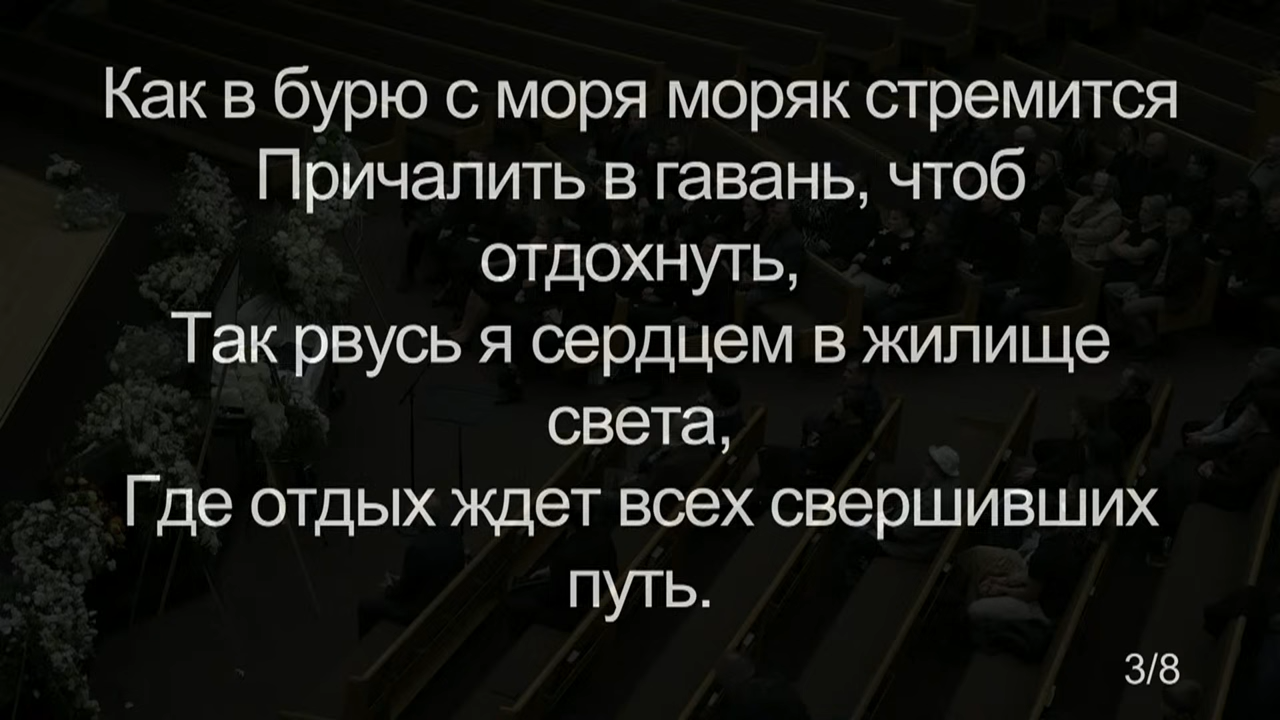 Как в бурю с моря моряк стремится
Причалить в гавань, чтоб
отдохнуть,
Так рвусь я сердцем в жилище
света,
Где отдых ждет всех свершивших
путь.
3/8